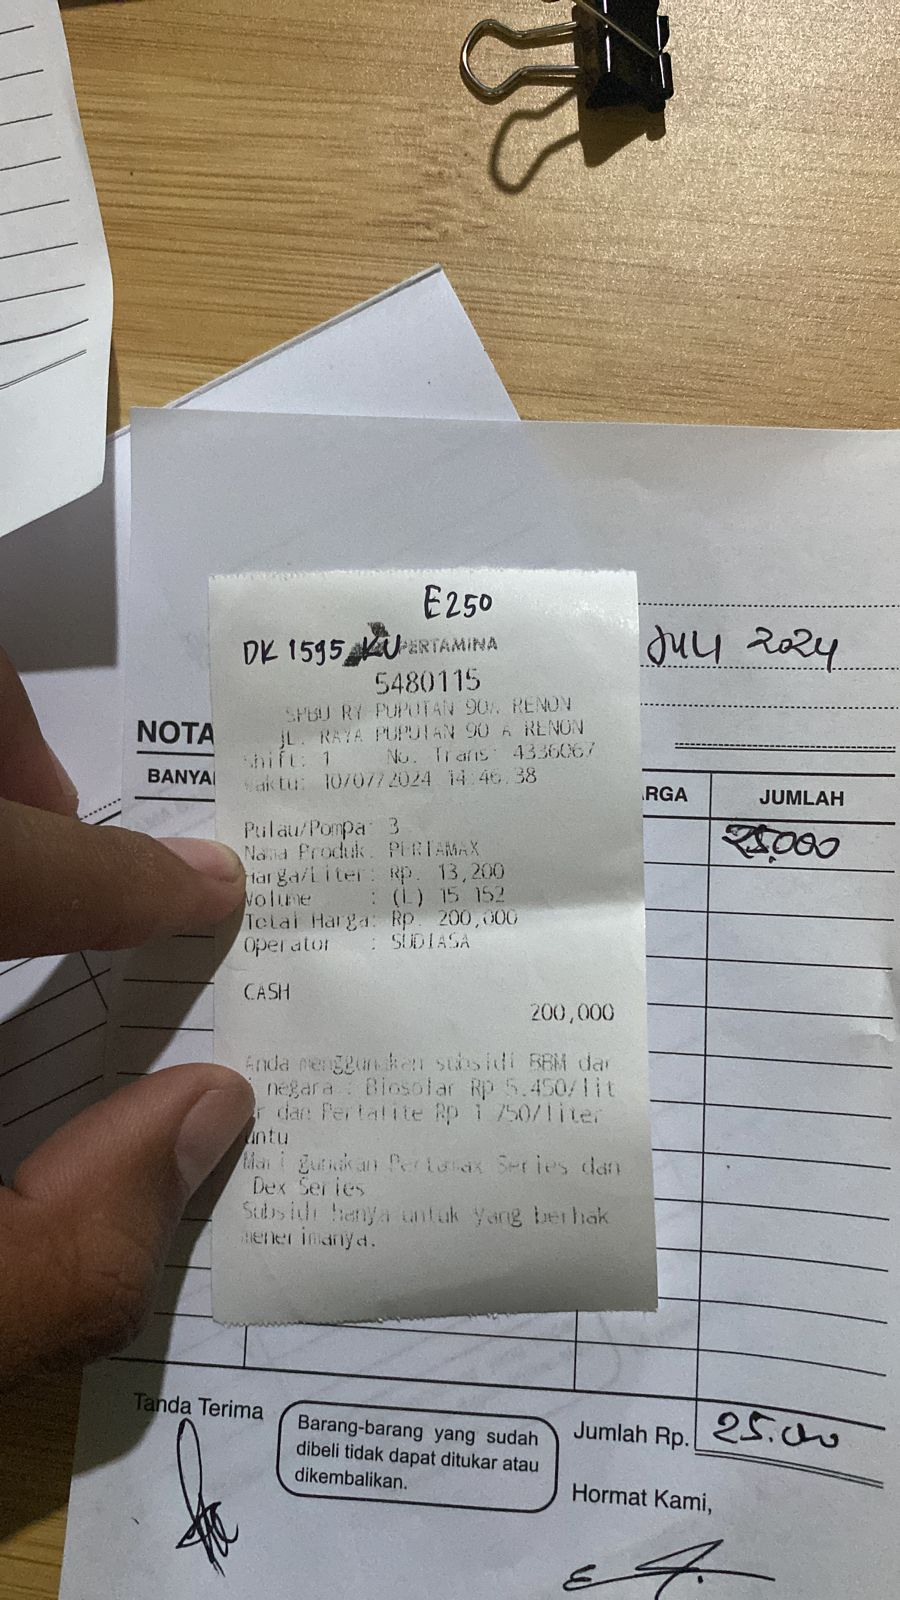 E250
DK 1595 KU PERTAMINA
5480115
SPBU RY PUPUTAN 90A RENON
JL. RAYA PUPUTAN 90 A RENON
Shift: 1 No. Trans: 4336067
Waktu: 10/07/2024 14:46:38
Pulau/Pompa: 3
Nama Produk: PERTAMAX
Harga/Liter: Rp. 13,200
Volume : (L) 15 152
Total Harga: Rp. 200,000
Operator : SUDIASA
CASH
200,000
Anda menggunakan subsidi BBM dar
i negara : Biosolar Rp 5.450/lit
er dan Pertalite Rp 1 750/liter
untu
Mari gunakan Pertamax Series dan
Dex Series
Subsidi hanya untuk yang berhak
menerimanya.
JULI 2024
NOTA
BANYA
RGA JUMLAH
25.000
Tanda Terima
Barang-barang yang sudah
dibeli tidak dapat ditukar atau
dikembalikan.
Jumlah Rp. 25.000
Hormat Kami,